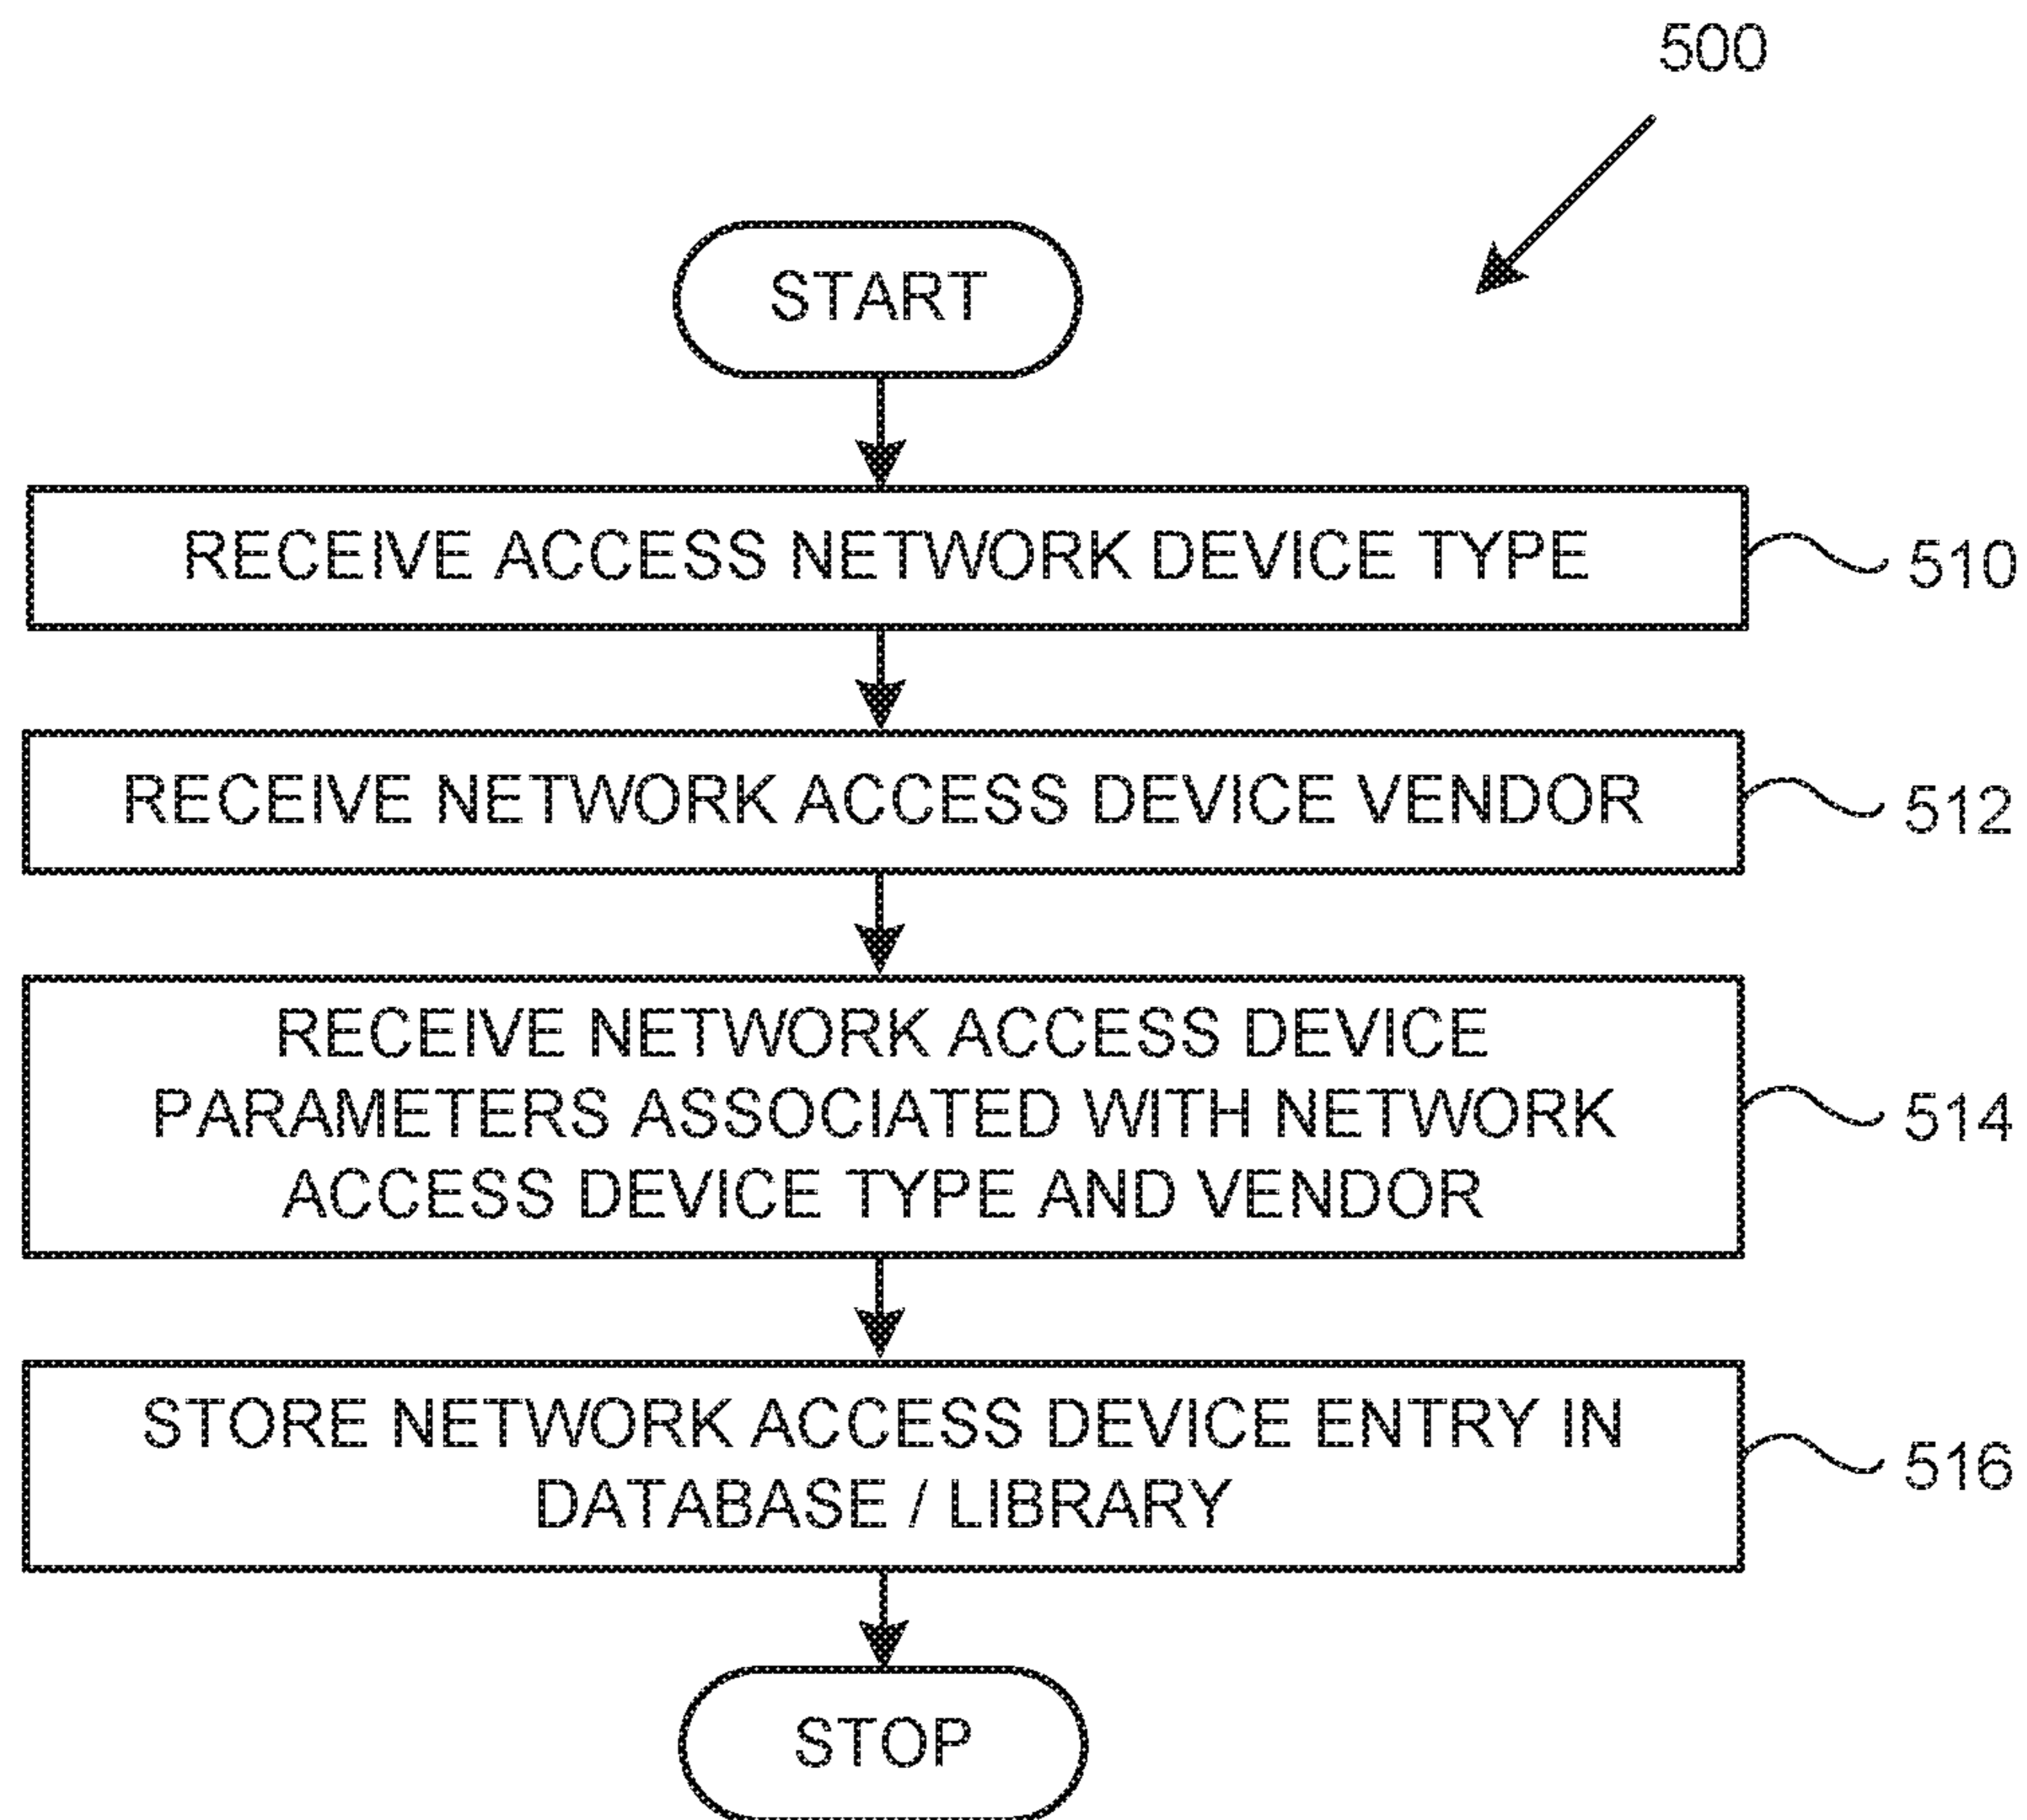 500
START
RECEIVE ACCESS NETWORK DEVICE TYPE
510
RECEIVE NETWORK ACCESS DEVICE VENDOR
512
RECEIVE NETWORK ACCESS DEVICE
PARAMETERS ASSOCIATED WITH NETWORK
ACCESS DEVICE TYPE AND VENDOR
514
STORE NETWORK ACCESS DEVICE ENTRY IN
DATABASE / LIBRARY
516
STOP